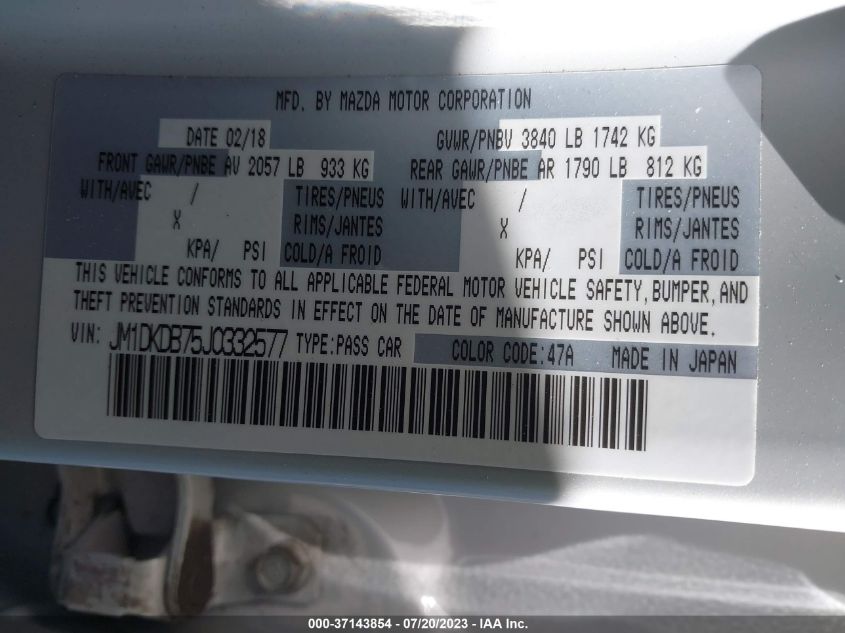 MFD. BY MAZDA MOTOR CORPORATION
DATE 02/18 GVWR/PNBV 3840 LB 1742 KG
FRONT GAWR/PNBE AV 2057 LB 933 KG REAR GAWR/PNBE AR 1790 LB 812 KG
WITH/AVEC / TIRES/PNEUS WITH/AVEC / TIRES/PNEUS
X RIMS/JANTES X RIMS/JANTES
KPA/ PSI COLD/A FROID KPA/ PSI COLD/A FROID
THIS VEHICLE CONFORMS TO ALL APPLICABLE FEDERAL MOTOR VEHICLE SAFETY, BUMPER, AND
THEFT PREVENTION STANDARDS IN EFFECT ON THE DATE OF MANUFACTURE SHOWN ABOVE.
VIN: JM1DKDB75J0332577 TYPE:PASS CAR COLOR CODE:47A MADE IN JAPAN
000-37143854 - 07/20/2023 - © IAA Inc.